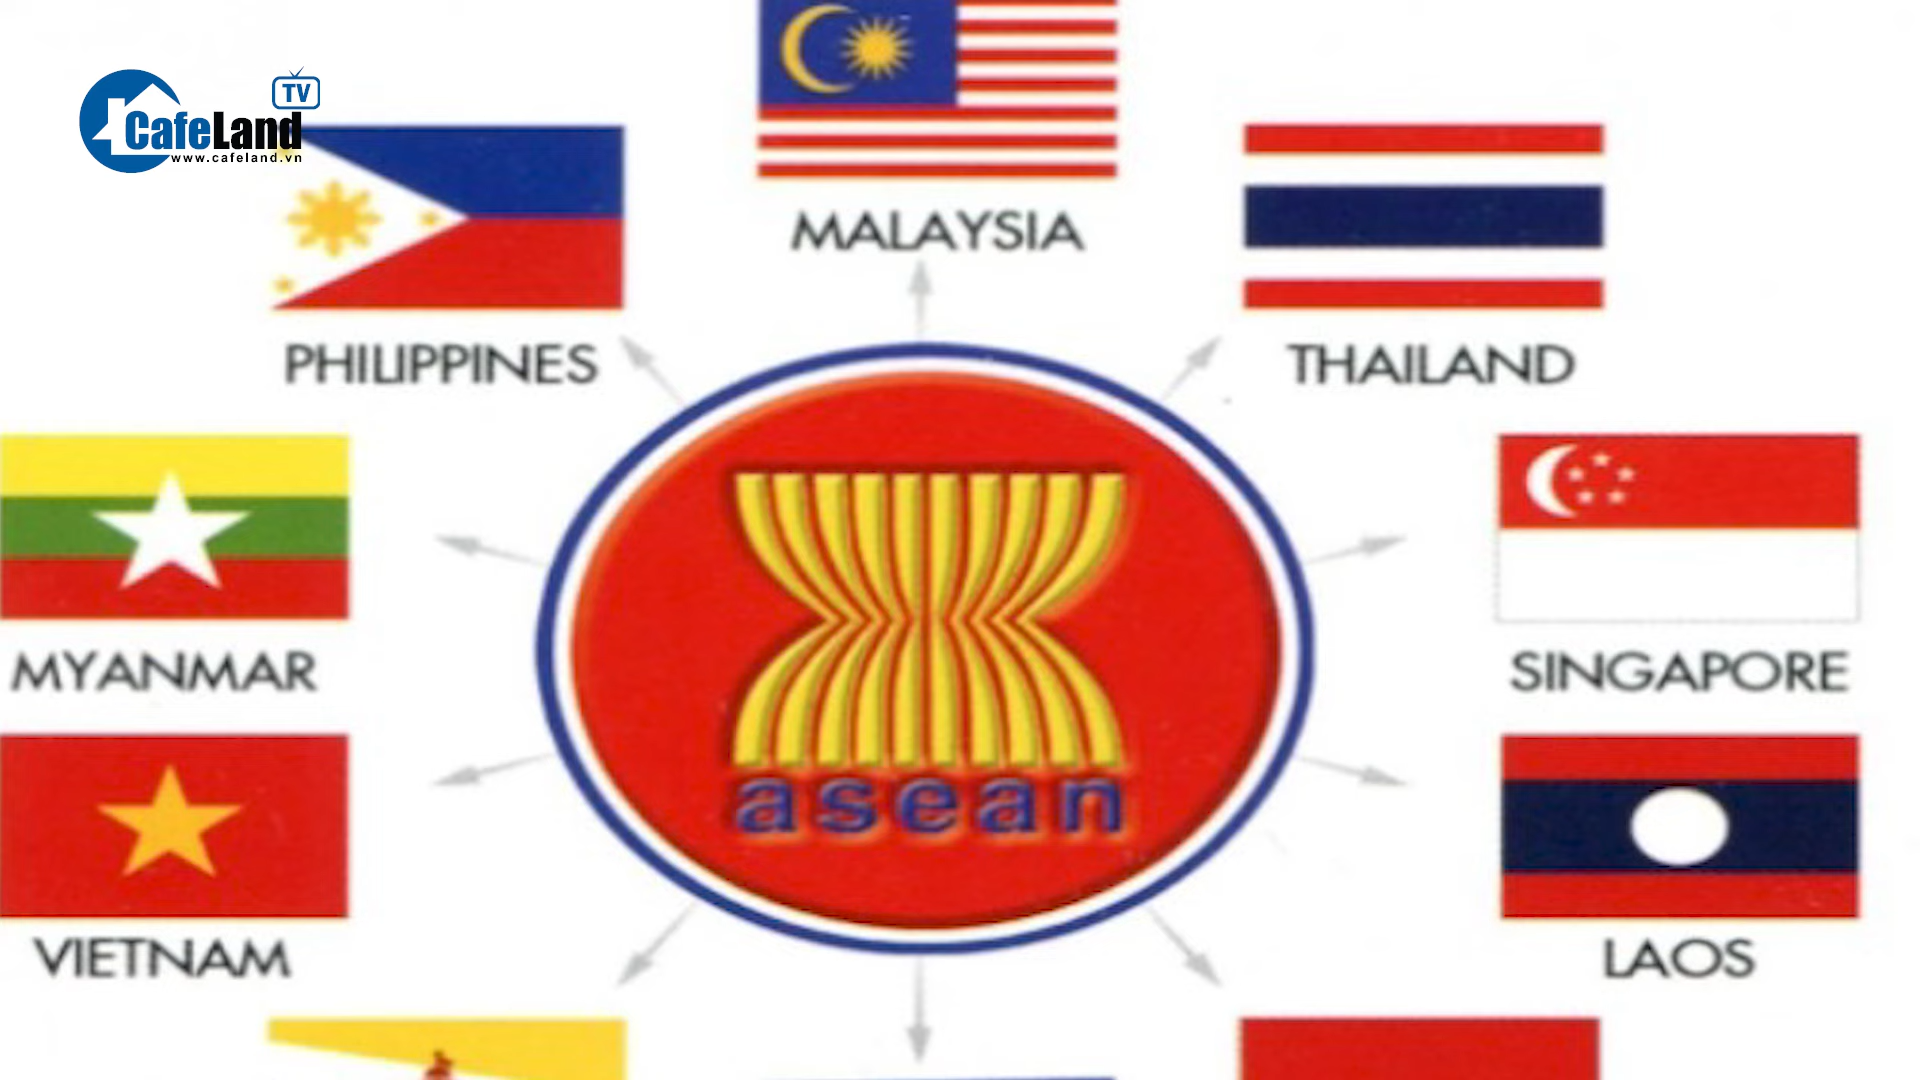 TV
CafeLand
www.cafeland.vn
MALAYSIA
PHILIPPINES
THAILAND
MYANMAR
SINGAPORE
asean
VIETNAM
LAOS